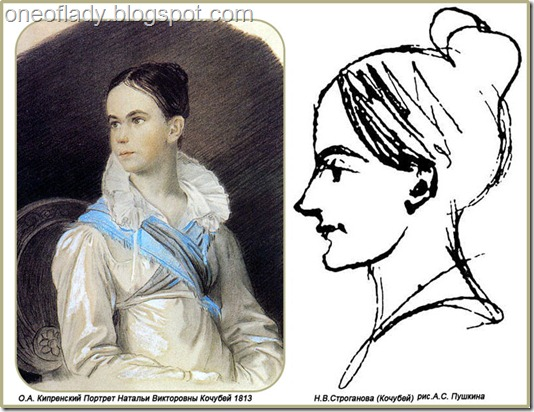 oneoflady.blogspot.com
О.А. Кипренский Портрет Натальи Викторовны Кочубей 1813
Н.В.Строганова (Кочубей) рис.А.С. Пушкина